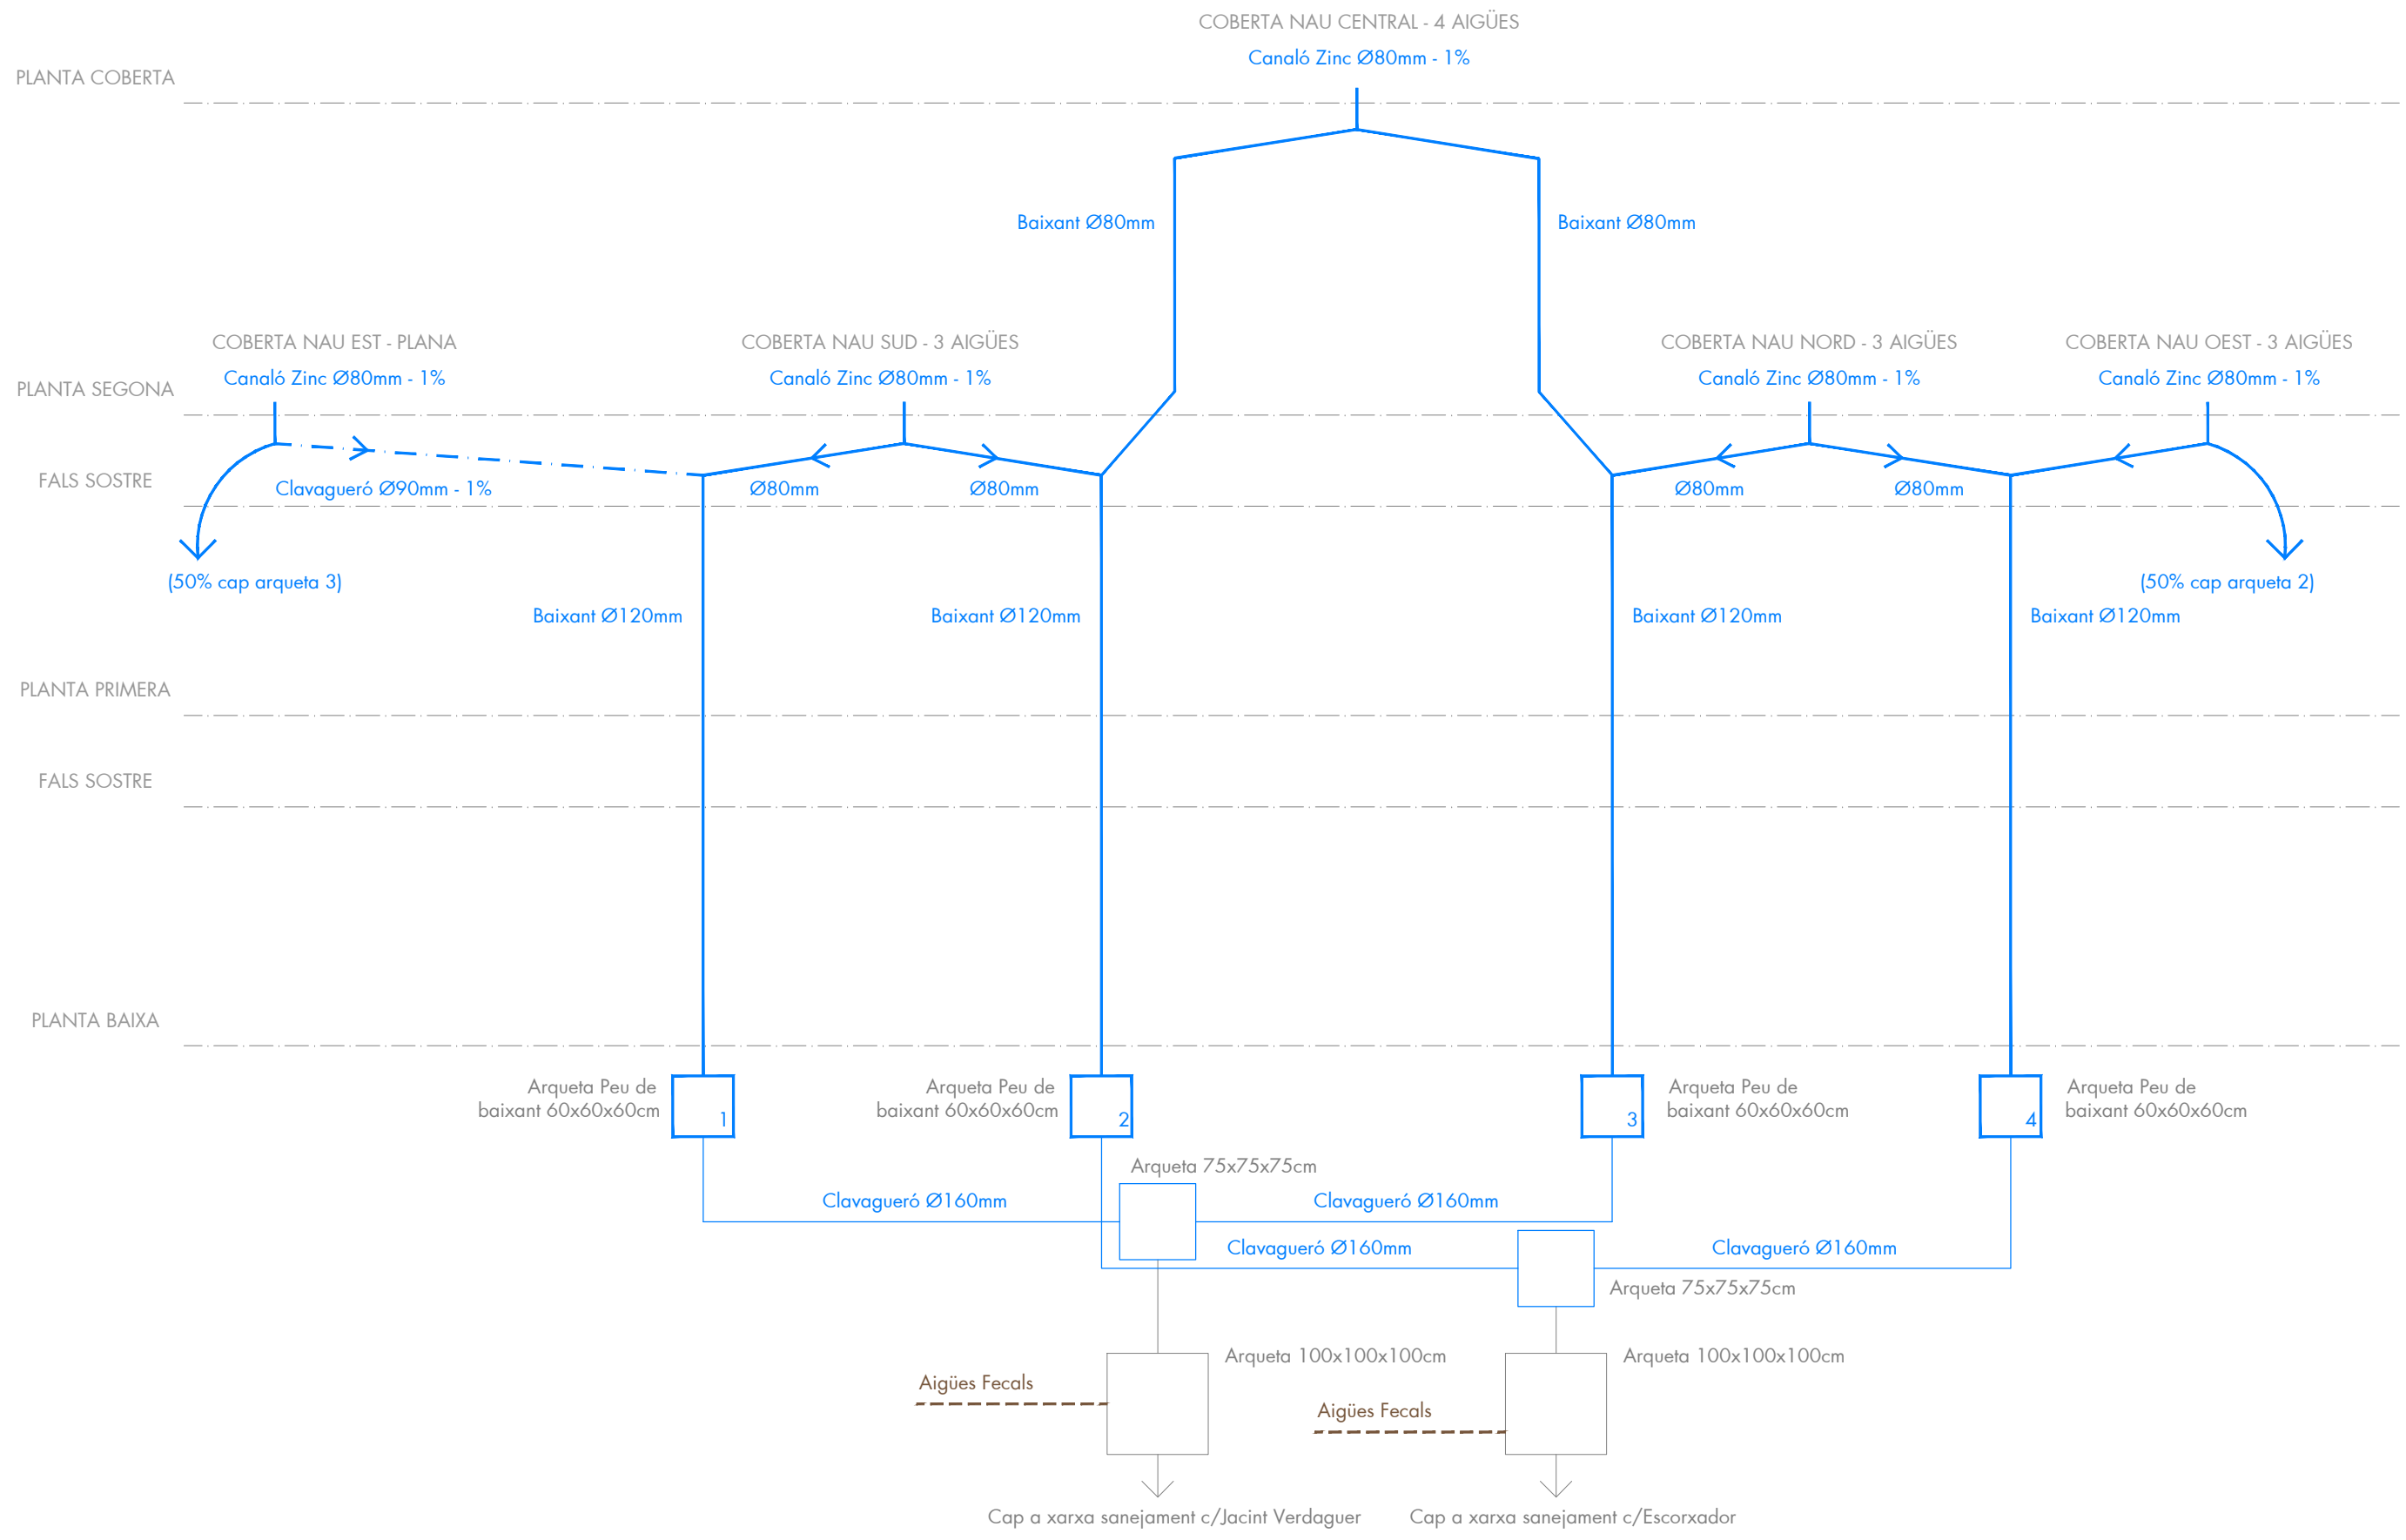 COBERTA NAU CENTRAL - 4 AIGÜES
Canaló Zinc Ø80mm - 1%
PLANTA COBERTA
Baixant Ø80mm
Baixant Ø80mm
COBERTA NAU EST - PLANA
COBERTA NAU SUD - 3 AIGÜES
COBERTA NAU NORD - 3 AIGÜES
COBERTA NAU OEST - 3 AIGÜES
Canaló Zinc Ø80mm - 1%
Canaló Zinc Ø80mm - 1%
Canaló Zinc Ø80mm - 1%
Canaló Zinc Ø80mm - 1%
PLANTA SEGONA
FALS SOSTRE
Clavagueró Ø90mm - 1%
Ø80mm
Ø80mm
Ø80mm
Ø80mm
(50% cap arqueta 3)
(50% cap arqueta 2)
Baixant Ø120mm
Baixant Ø120mm
Baixant Ø120mm
Baixant Ø120mm
PLANTA PRIMERA
FALS SOSTRE
PLANTA BAIXA
Arqueta Peu de
baixant 60x60x60cm
1
Arqueta Peu de
baixant 60x60x60cm
2
3
Arqueta Peu de
baixant 60x60x60cm
4
Arqueta Peu de
baixant 60x60x60cm
Arqueta 75x75x75cm
Clavagueró Ø160mm
Clavagueró Ø160mm
Clavagueró Ø160mm
Clavagueró Ø160mm
Arqueta 75x75x75cm
Arqueta 100x100x100cm
Arqueta 100x100x100cm
Aigües Fecals
Aigües Fecals
Cap a xarxa sanejament c/Jacint Verdaguer
Cap a xarxa sanejament c/Escorxador